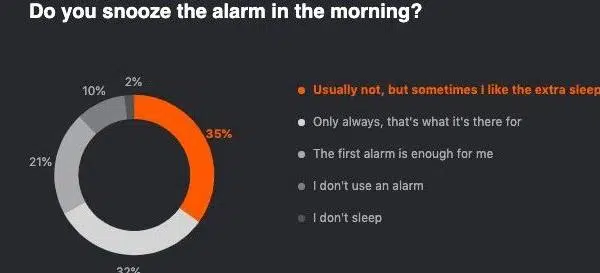 Do you snooze the alarm in the morning?
2%
10%
35%
21%
32%
Usually not, but sometimes i like the extra sleep
Only always, that's what it's there for
The first alarm is enough for me
I don't use an alarm
I don't sleep